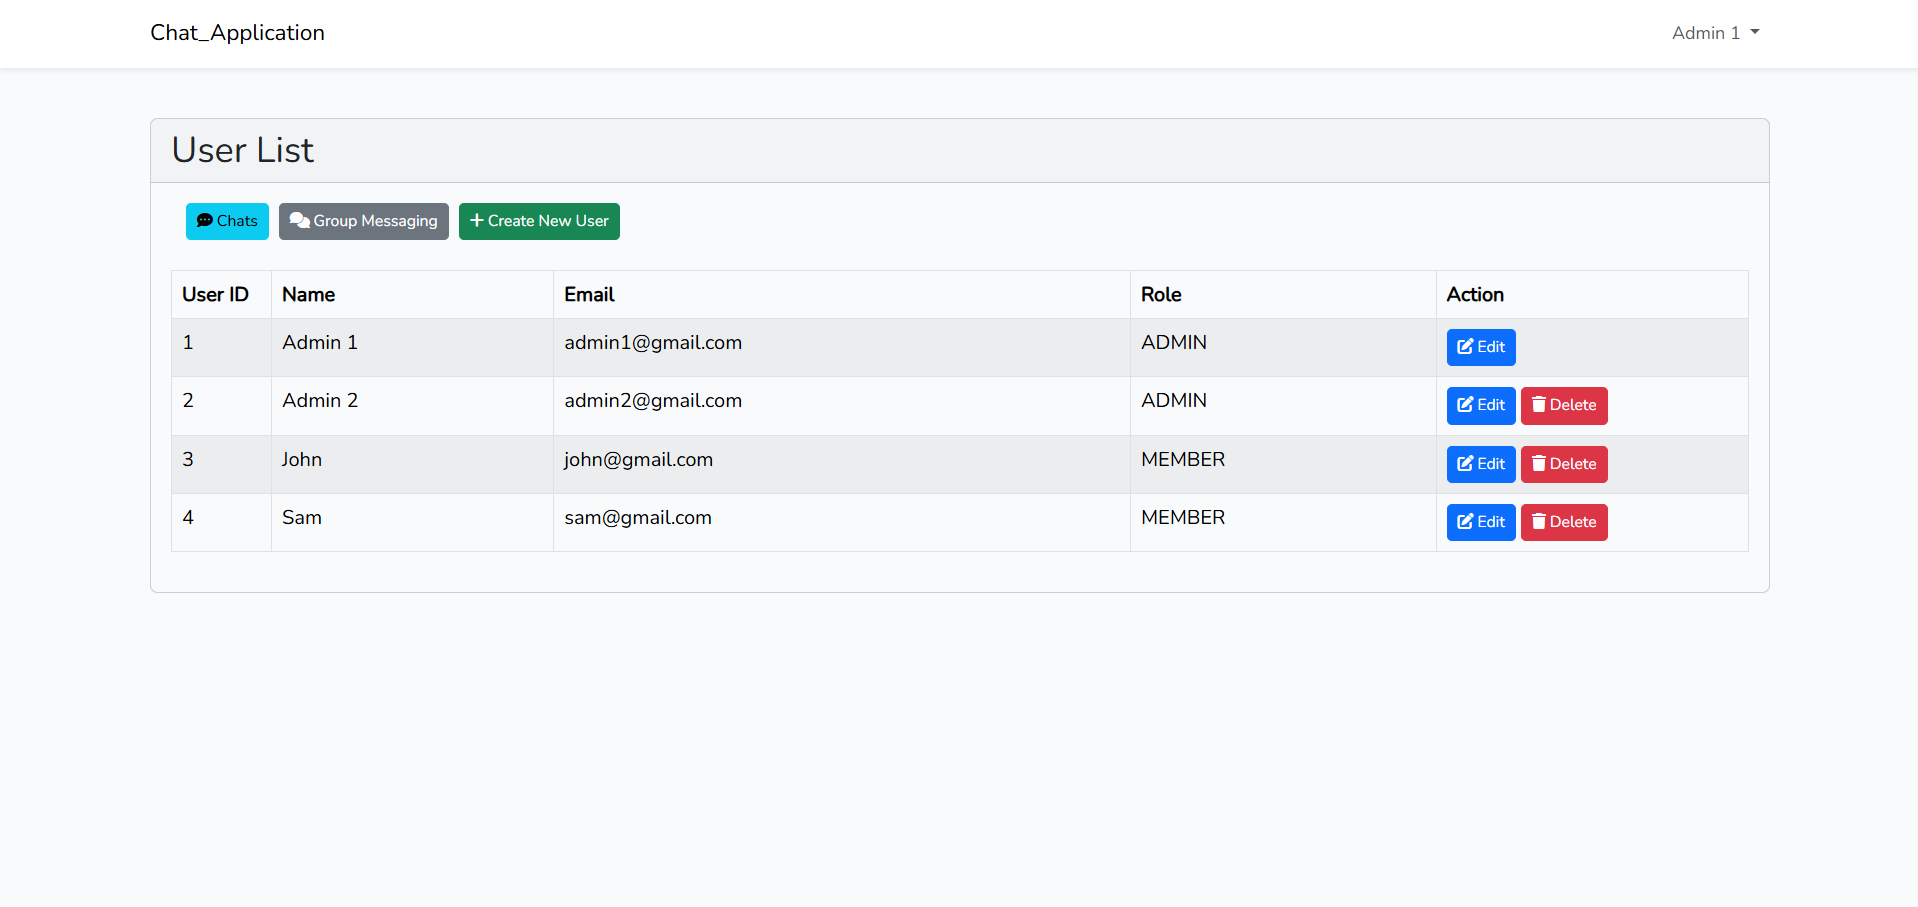 Chat_Application Admin 1
User List
Chats Group Messaging Create New User
User ID Name Email Role Action
1 Admin 1 admin1@gmail.com ADMIN Edit
2 Admin 2 admin2@gmail.com ADMIN Edit Delete
3 John john@gmail.com MEMBER Edit Delete
4 Sam sam@gmail.com MEMBER Edit Delete